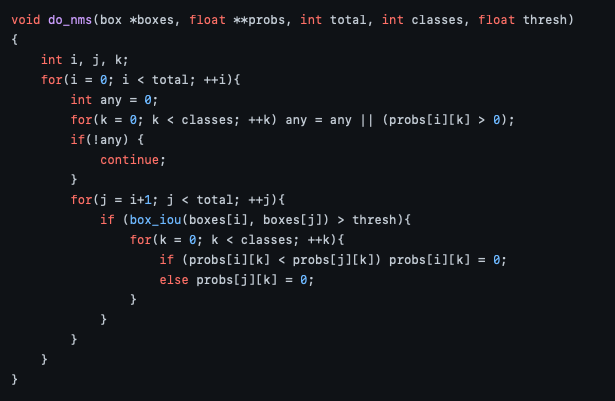 void do_nms(box *boxes, float **probs, int total, int classes, float thresh)
{
    int i, j, k;
    for(i = 0; i < total; ++i){
        int any = 0;
        for(k = 0; k < classes; ++k) any = any || (probs[i][k] > 0);
        if(!any) {
            continue;
        }
        for(j = i+1; j < total; ++j){
            if (box_iou(boxes[i], boxes[j]) > thresh){
                for(k = 0; k < classes; ++k){
                    if (probs[i][k] < probs[j][k]) probs[i][k] = 0;
                    else probs[j][k] = 0;
                }
            }
        }
    }
}